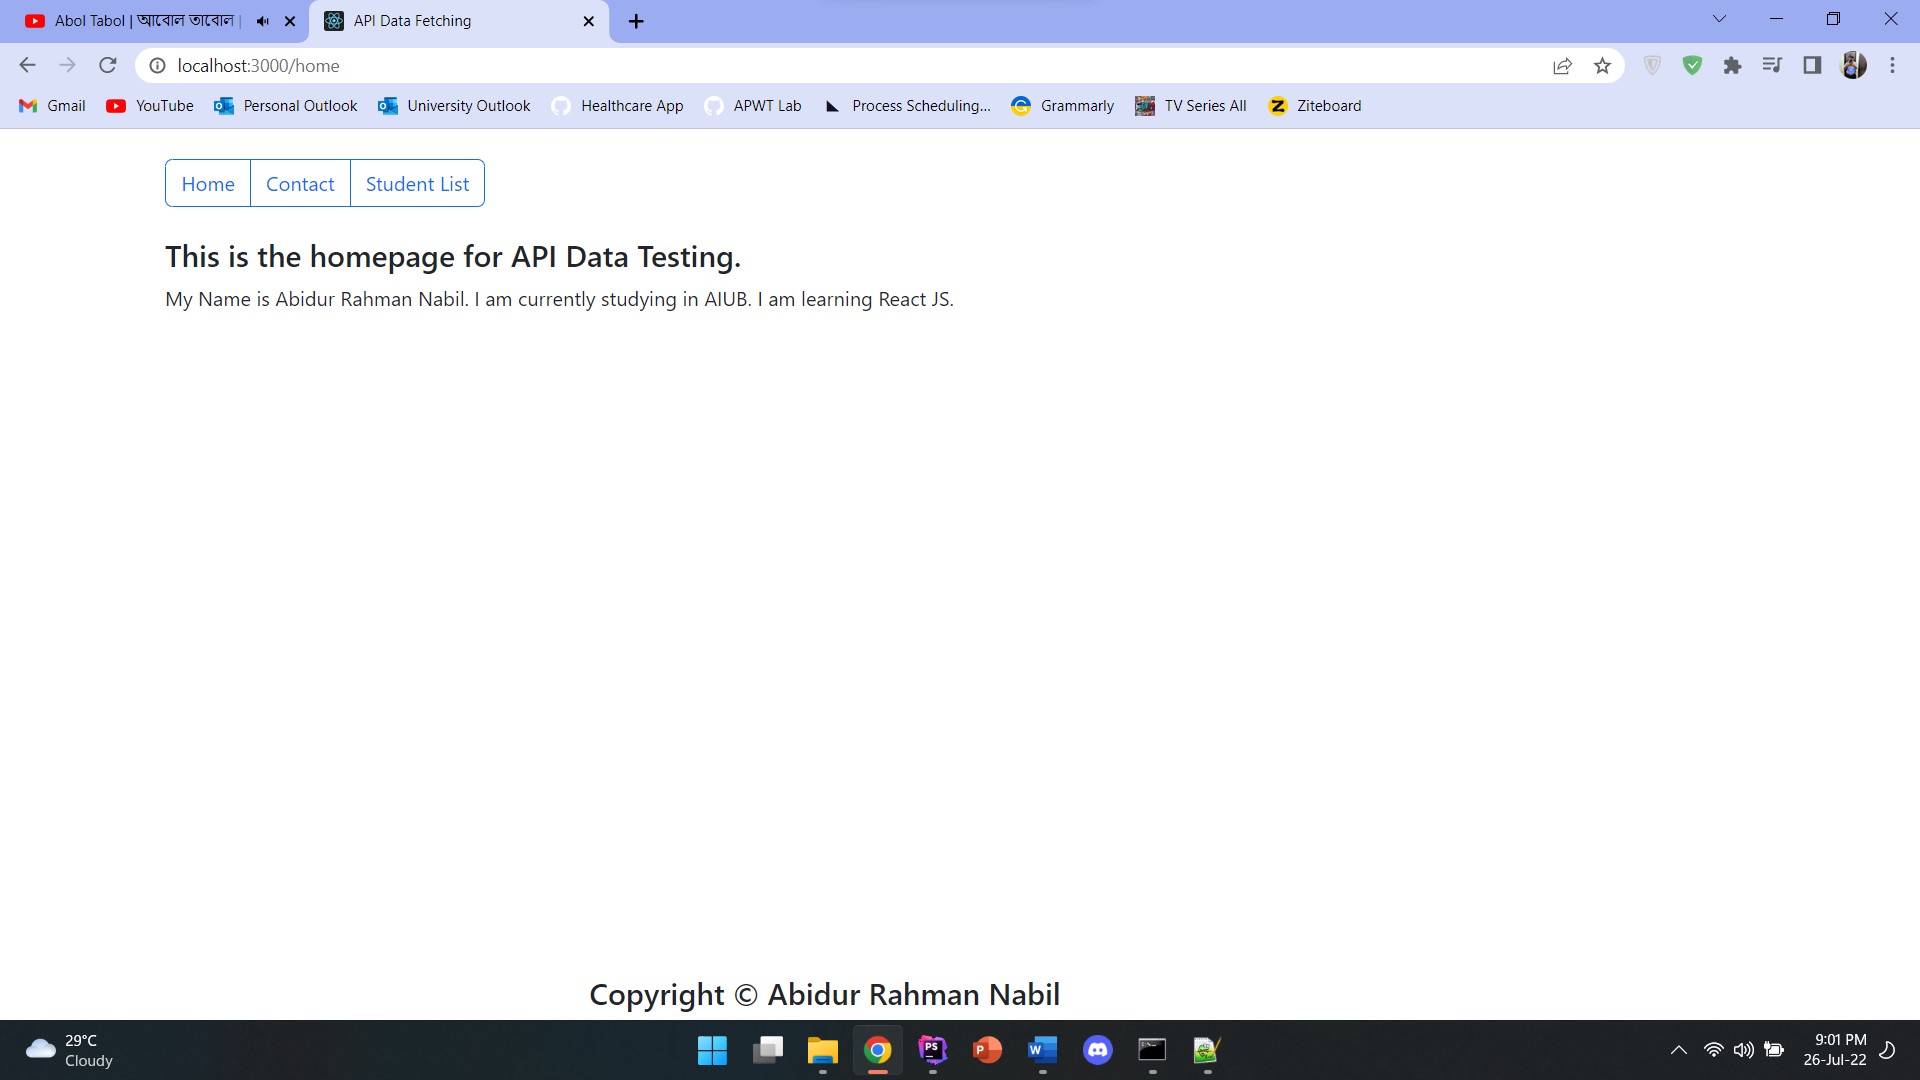 Abol Tabol | আবোল তাবোল |
API Data Fetching
localhost:3000/home
Gmail YouTube Personal Outlook University Outlook Healthcare App APWT Lab Process Scheduling... Grammarly TV Series All Ziteboard
Home Contact Student List
This is the homepage for API Data Testing.
My Name is Abidur Rahman Nabil. I am currently studying in AIUB. I am learning React JS.
Copyright © Abidur Rahman Nabil
29°C
Cloudy
9:01 PM
26-Jul-22